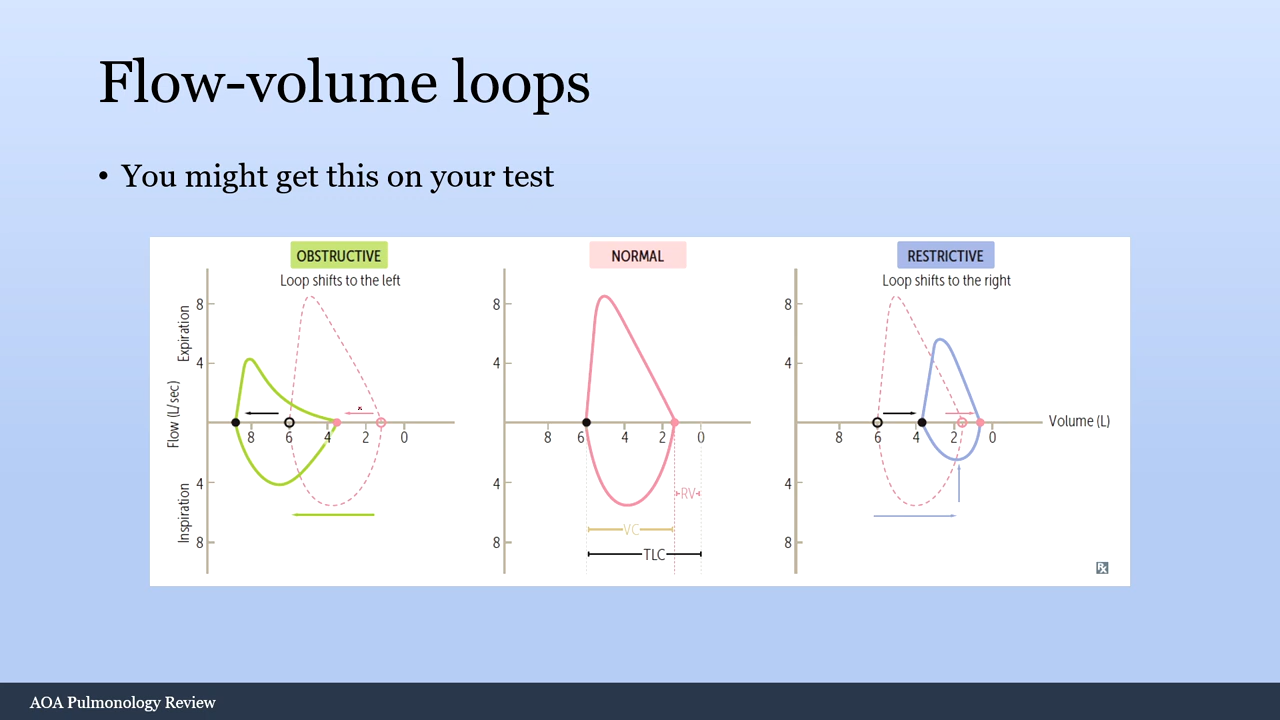 Flow-volume loops
• You might get this on your test
OBSTRUCTIVE
Loop shifts to the left
Expiration
Flow (L/sec)
Inspiration
8
4
4
8
8 6 4 2 0
NORMAL
8
4
4
8
8 6 4 2 0
RV
VC
TLC
RESTRICTIVE
Loop shifts to the right
8
4
4
8
8 6 4 2 0
Volume (L)
Rx
AOA Pulmonology Review